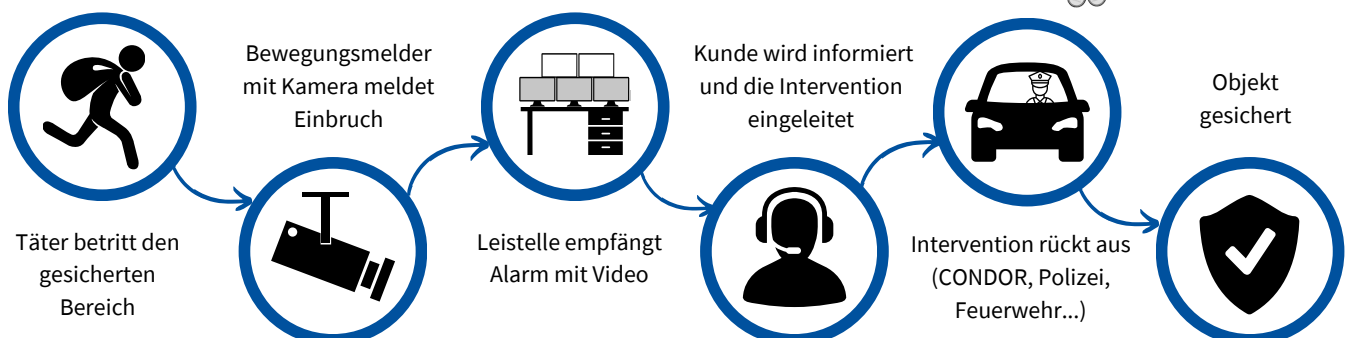 Täter betritt den
gesicherten
Bereich
Bewegungsmelder
mit Kamera meldet
Einbruch
Leistelle empfängt
Alarm mit Video
Kunde wird informiert
und die Intervention
eingeleitet
Intervention rückt aus
(CONDOR, Polizei,
Feuerwehr...)
Objekt
gesichert